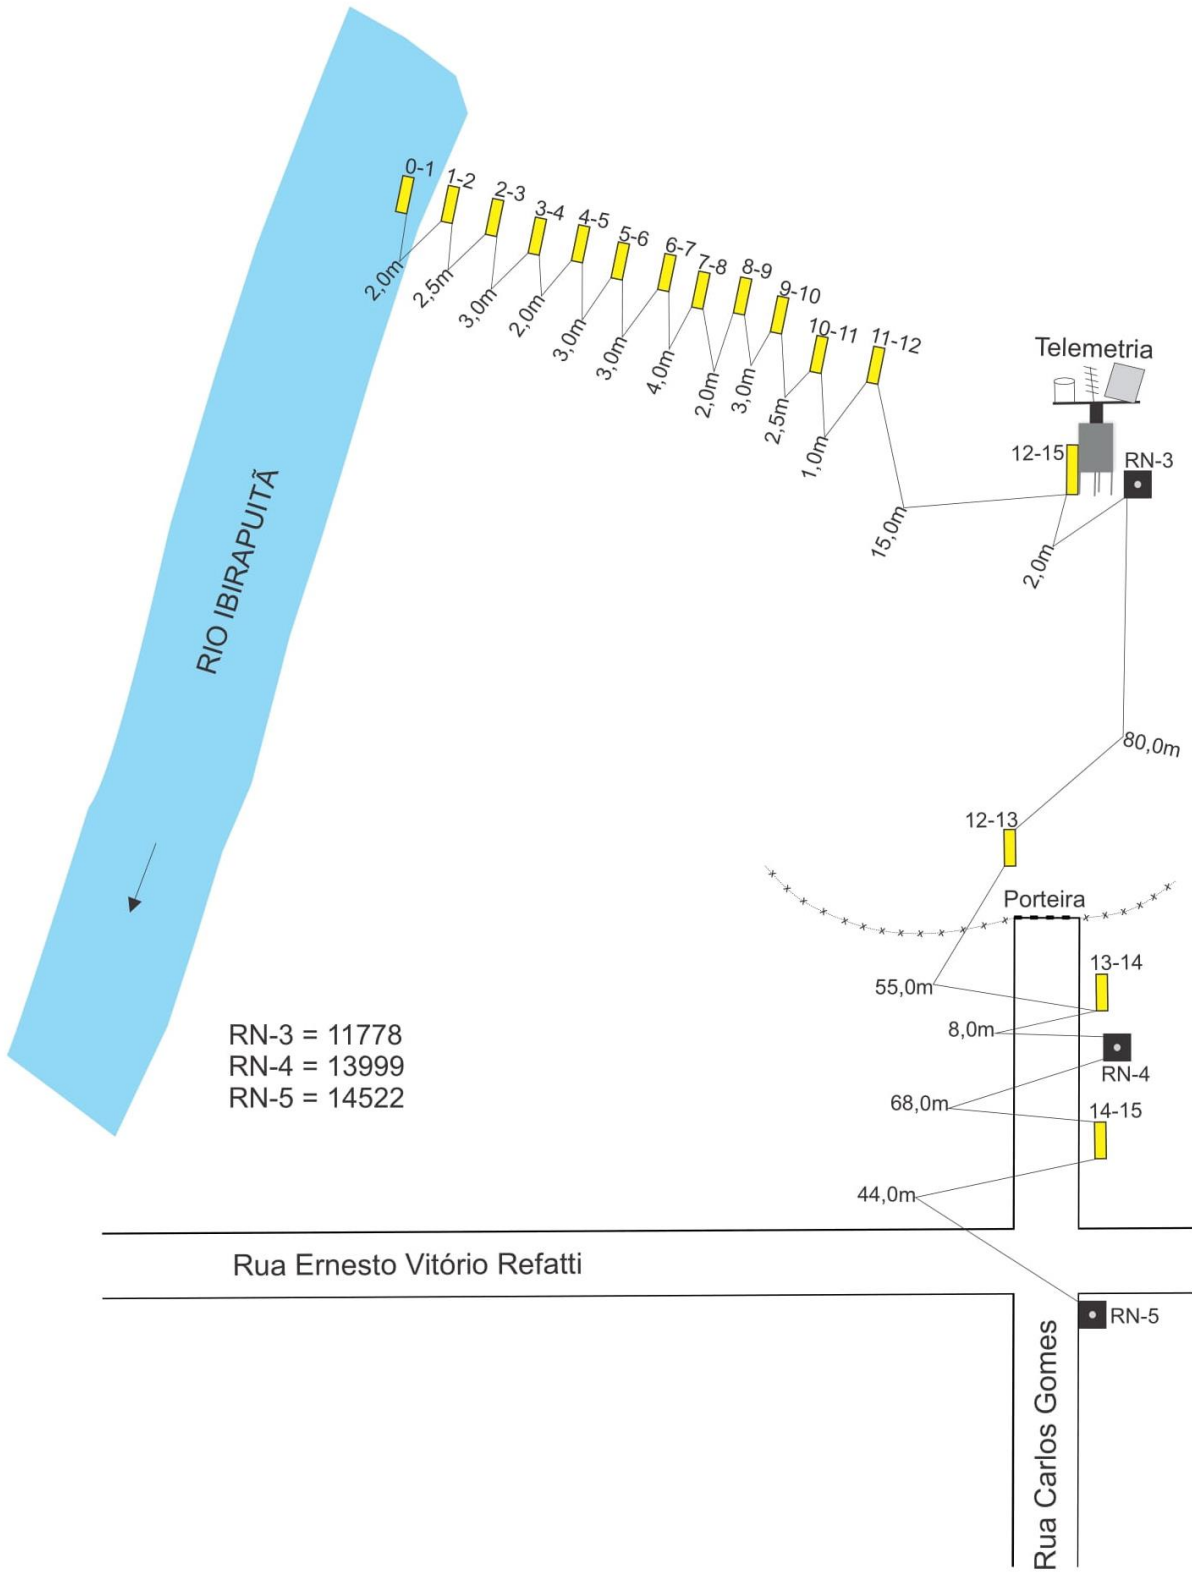 0-1
1-2
2-3
3-4
4-5
5-6
6-7
7-8
8-9
9-10
10-11
11-12
2,0m
2,5m
3,0m
2,0m
3,0m
3,0m
4,0m
2,0m
3,0m
2,5m
1,0m
15,0m
Telemetria
12-15
RN-3
2,0m
RIO IBIRAPUITÃ
80,0m
12-13
Porteira
13-14
55,0m
8,0m
RN-4
68,0m
14-15
44,0m
RN-3 = 11778
RN-4 = 13999
RN-5 = 14522
Rua Ernesto Vitório Refatti
RN-5
Rua Carlos Gomes